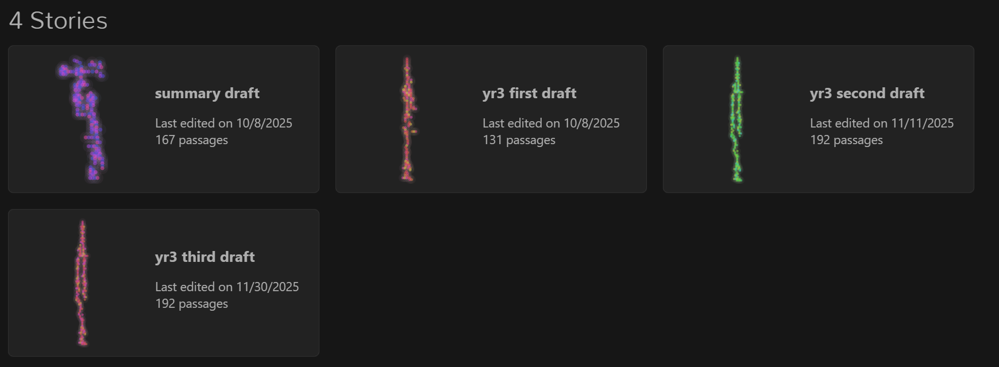 4 Stories
summary draft
Last edited on 10/8/2025
167 passages
yr3 first draft
Last edited on 10/8/2025
131 passages
yr3 second draft
Last edited on 11/11/2025
192 passages
yr3 third draft
Last edited on 11/30/2025
192 passages